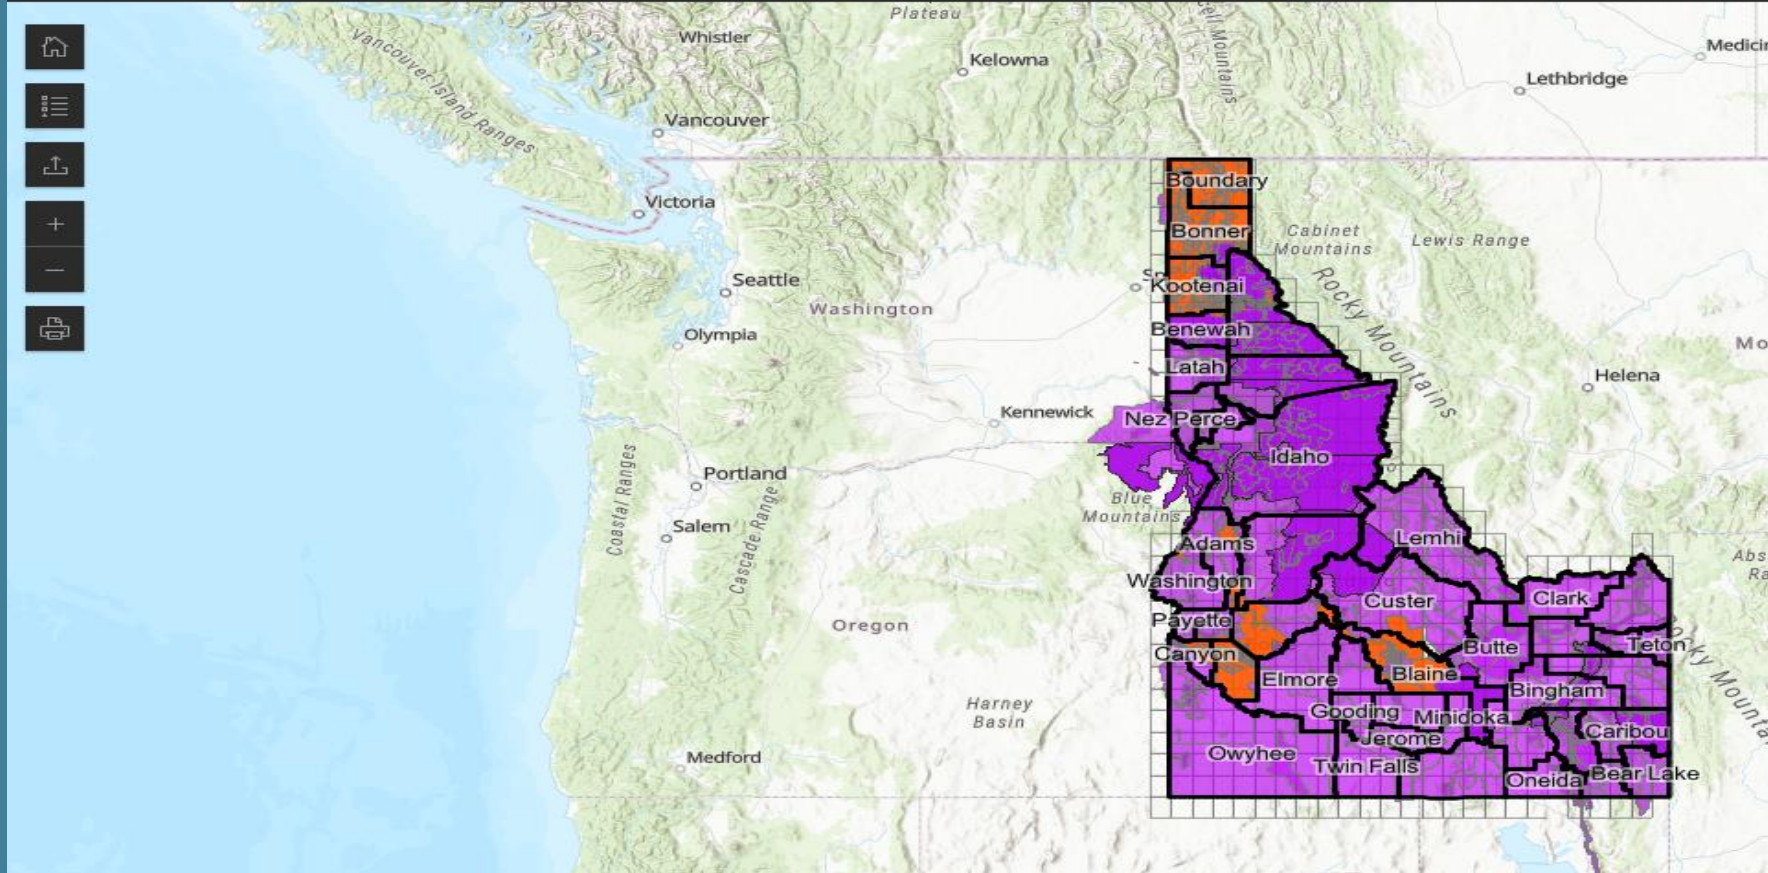 Plateau
Whistler
Kelowna
Medicin
Lethbridge
Vancouver Island Ranges
Vancouver
Victoria
Boundary
Bonner
Cabinet
Mountains
Lewis Range
Seattle
Kootenai
Washington
Rocky Mountains
Olympia
Benewah
Latah
Helena
Kennewick
Nez Perce
Idaho
Coastal Ranges
Portland
Cascade Range
Blue
Mountains
Salem
Adams
Lemhi
Washington
Custer
Clark
Payette
Oregon
Canyon
Butte
Teton
Elmore
Blaine
Bingham
Harney
Basin
Gooding
Minidoka
Caribou
Jerome
Owyhee
Twin Falls
Oneida
Bear Lake
Medford